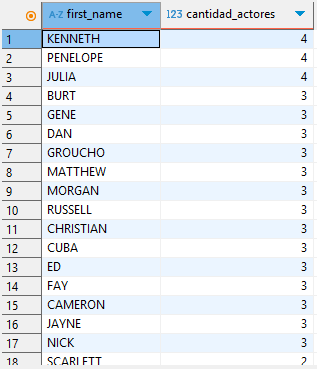 A-Z first_name 123 cantidad_actores
1 KENNETH 4
2 PENELOPE 4
3 JULIA 4
4 BURT 3
5 GENE 3
6 DAN 3
7 GROUCHO 3
8 MATTHEW 3
9 MORGAN 3
10 RUSSELL 3
11 CHRISTIAN 3
12 CUBA 3
13 ED 3
14 FAY 3
15 CAMERON 3
16 JAYNE 3
17 NICK 3
18 SCARLETT 2